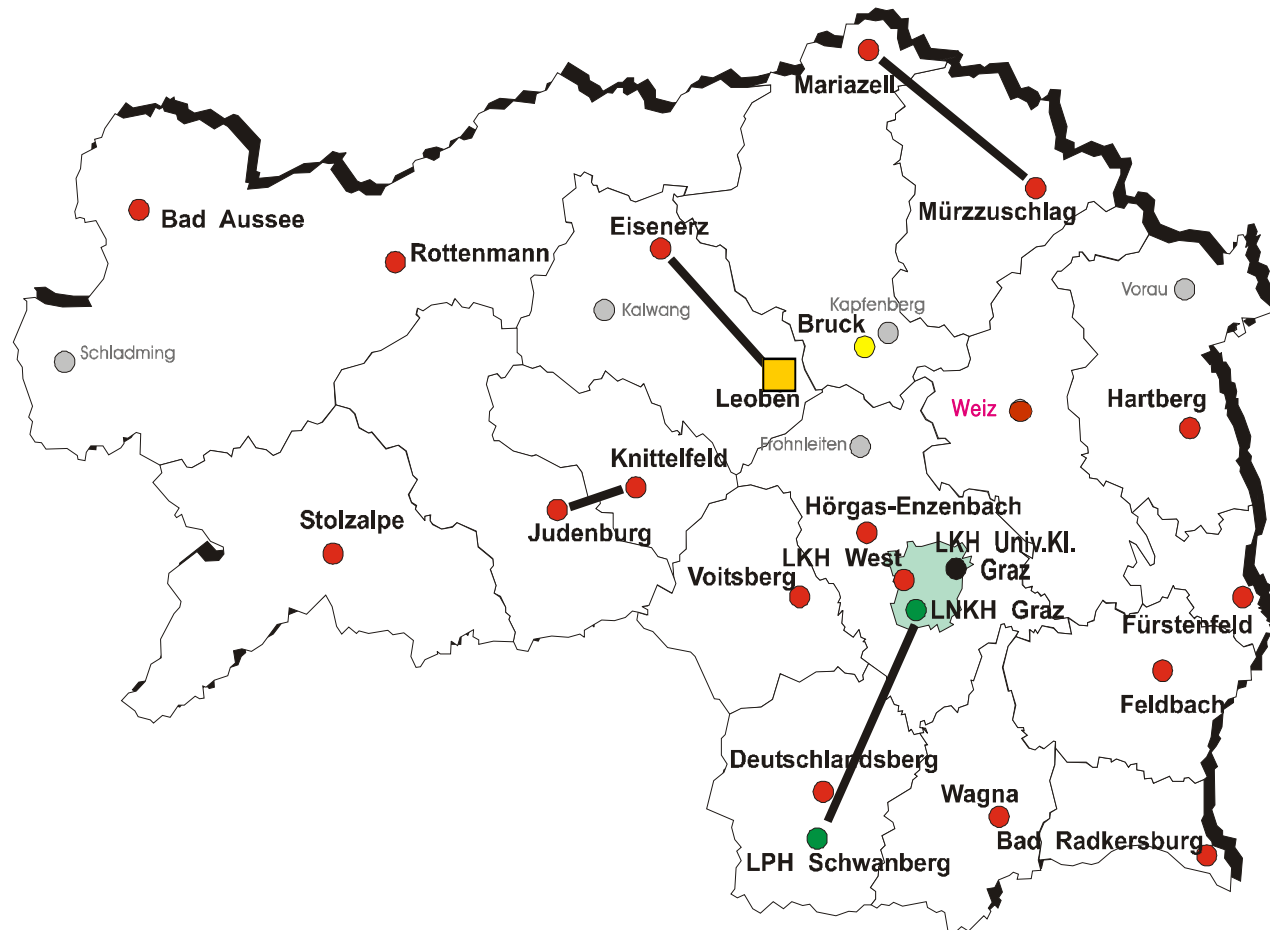 Mariazell
Mürzzuschlag
Bad Aussee
Eisenerz
Rottenmann
Vorau
Kalwang
Kapfenberg
Bruck
Schladming
Leoben
Weiz
Hartberg
Frohnleiten
Knittelfeld
Hörgas-Enzenbach
Stolzalpe
Judenburg
LKH Univ.Kl.
Graz
LKH West
Voitsberg
LNKH Graz
Fürstenfeld
Feldbach
Deutschlandsberg
Wagna
Bad Radkersburg
LPH Schwanberg